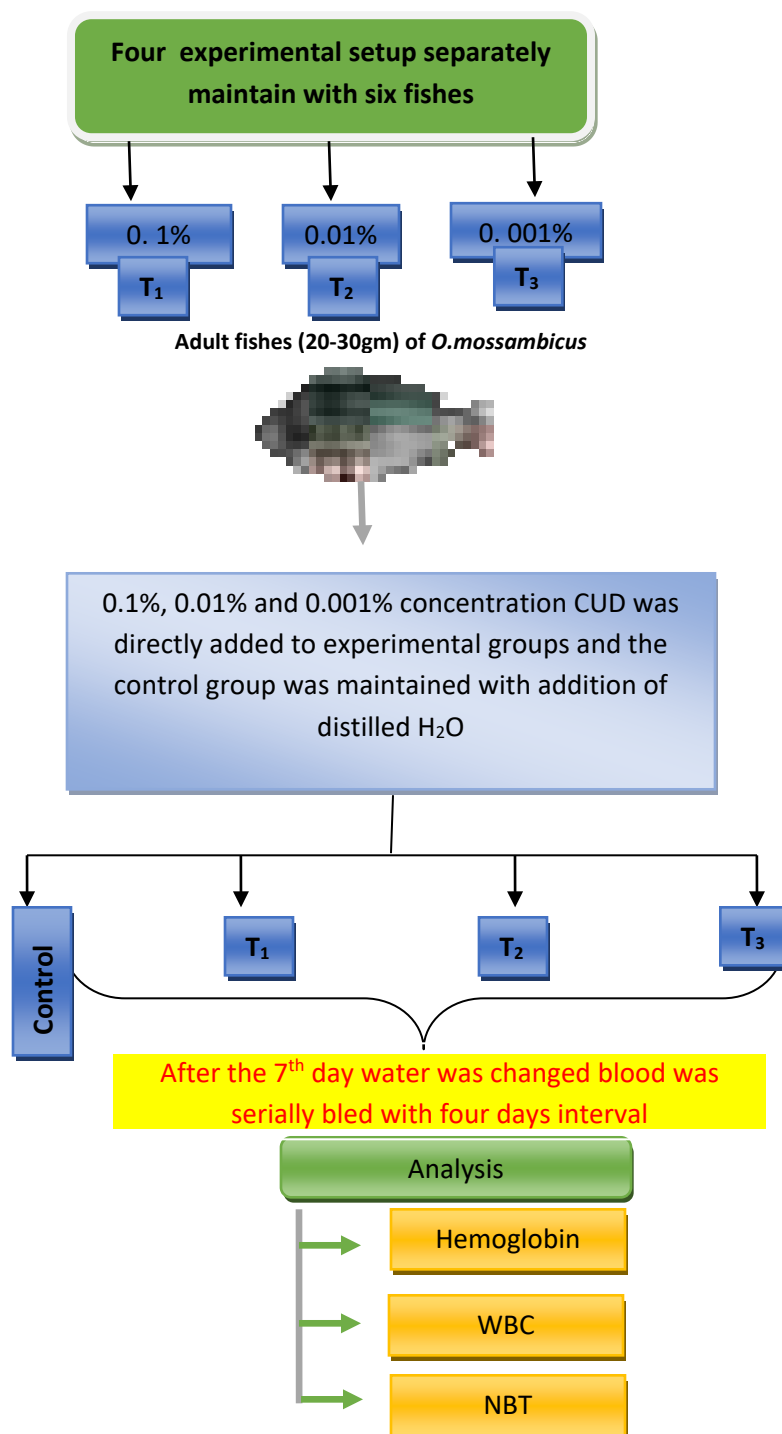 Four  experimental setup separately
maintain with six fishes
0. 1%
0.01%
0. 001%
T₁
T₂
T₃
Adult fishes (20-30gm) of O.mossambicus
0.1%, 0.01% and 0.001% concentration CUD was
directly added to experimental groups and the
control group was maintained with addition of
distilled H₂O
Control
T₁
T₂
T₃
After the 7th day water was changed blood was
serially bled with four days interval
Analysis
Hemoglobin
WBC
NBT